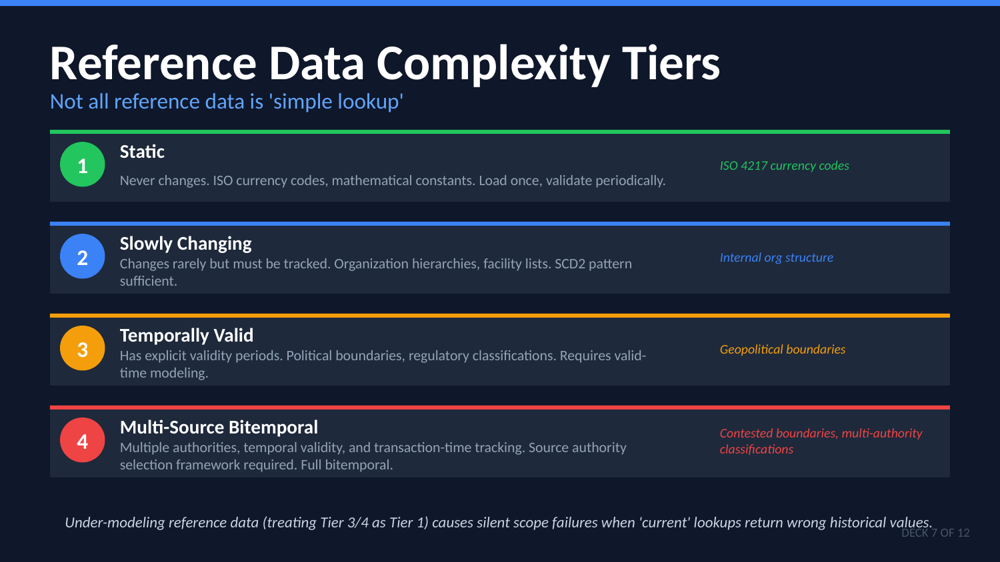 Reference Data Complexity Tiers
Not all reference data is 'simple lookup'
1
Static
Never changes. ISO currency codes, mathematical constants. Load once, validate periodically.
ISO 4217 currency codes
2
Slowly Changing
Changes rarely but must be tracked. Organization hierarchies, facility lists. SCD2 pattern
sufficient.
Internal org structure
3
Temporally Valid
Has explicit validity periods. Political boundaries, regulatory classifications. Requires valid-
time modeling.
Geopolitical boundaries
4
Multi-Source Bitemporal
Multiple authorities, temporal validity, and transaction-time tracking. Source authority
selection framework required. Full bitemporal.
Contested boundaries, multi-authority
classifications
Under-modeling reference data (treating Tier 3/4 as Tier 1) causes silent scope failures when 'current' lookups return wrong historical values.
DECK 7 OF 12